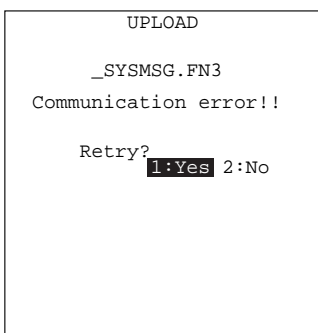 UPLOAD
_SYSMSG.FN3
Communication error!!
Retry?
1:Yes 2:No